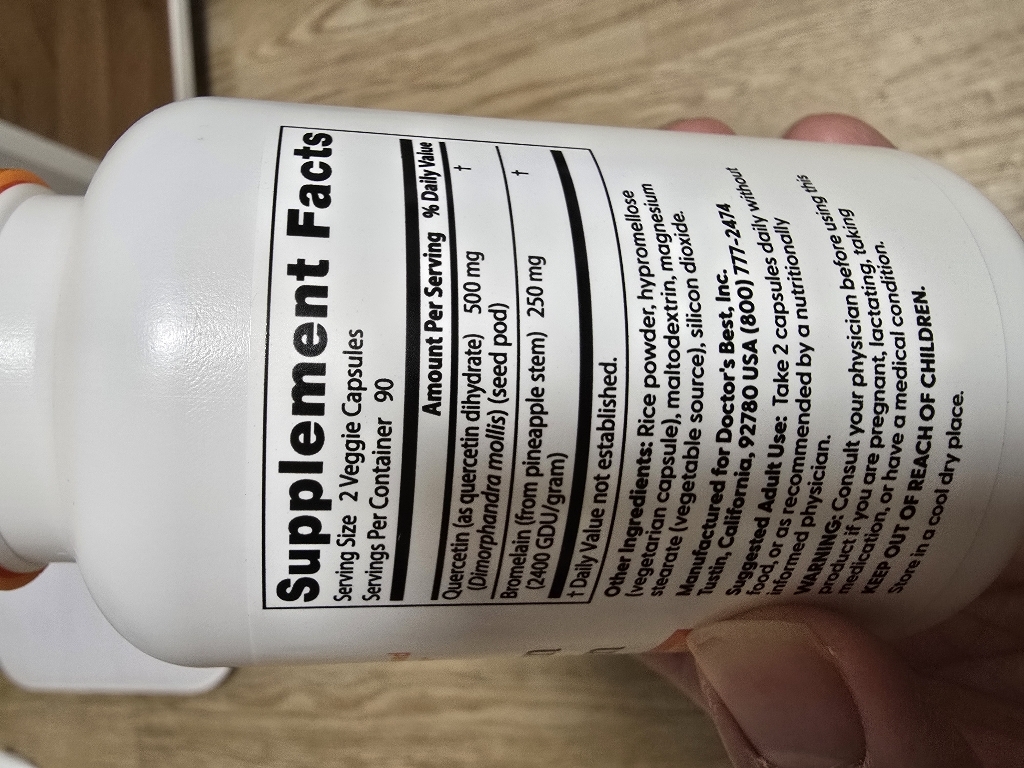 Supplement Facts
Serving Size 2 Veggie Capsules
Servings Per Container 90
Amount Per Serving % Daily Value
Quercetin (as quercetin dihydrate) 500 mg †
(Dimorphandra mollis) (seed pod)
Bromelain (from pineapple stem) 250 mg †
(2400 GDU/gram)
† Daily Value not established.
Other Ingredients: Rice powder, hypromellose
(vegetarian capsule), maltodextrin, magnesium
stearate (vegetable source), silicon dioxide.
Manufactured for Doctor's Best, Inc.
Tustin, California, 92780 USA (800) 777-2474
Suggested Adult Use: Take 2 capsules daily without
food, or as recommended by a nutritionally
informed physician.
WARNING: Consult your physician before using this
product if you are pregnant, lactating, taking
medication, or have a medical condition.
KEEP OUT OF REACH OF CHILDREN.
Store in a cool dry place.